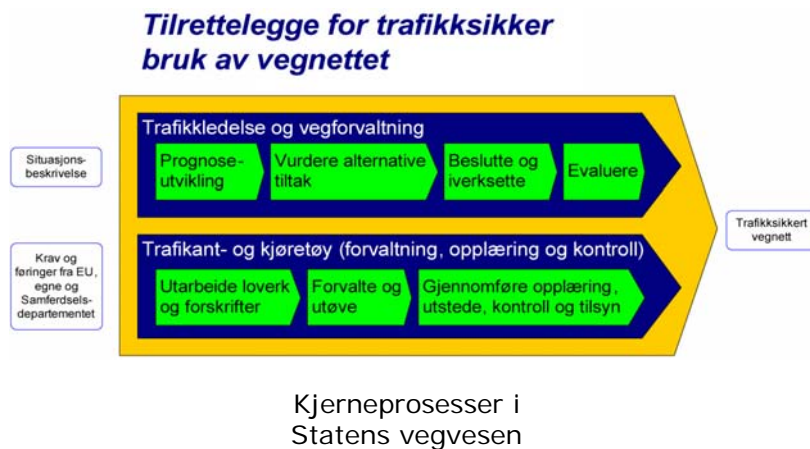 Tilrettelegge for trafikksikker
bruk av vegnettet
Situasjons-
beskrivelse
Krav og
føringer fra EU,
egne og
Samferdsels-
departementet
Trafikkledelse og vegforvaltning
Prognose-
utvikling
Vurdere alternative
tiltak
Beslutte og
iverksette
Evaluere
Trafikant- og kjøretøy (forvaltning, opplæring og kontroll)
Utarbeide loverk
og forskrifter
Forvalte og
utøve
Gjennomføre opplæring,
utstede, kontroll og tilsyn
Trafikksikkert
vegnett
Kjerneprosesser i
Statens vegvesen